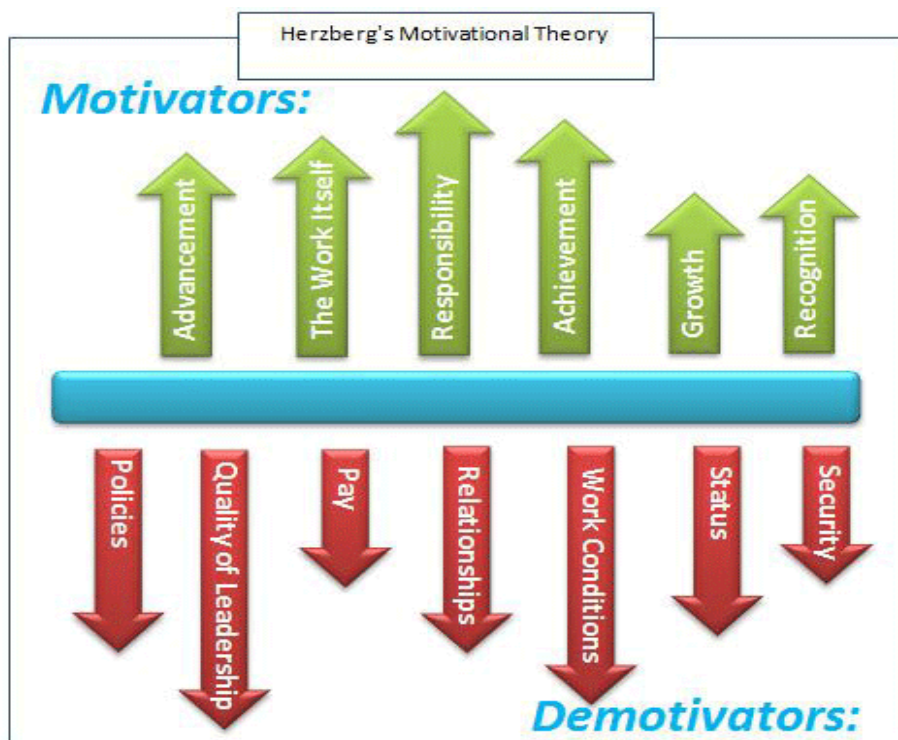 Herzberg's Motivational Theory
Motivators:
Advancement
The Work Itself
Responsibility
Achievement
Growth
Recognition
Policies
Quality of Leadership
Pay
Relationships
Work Conditions
Status
Security
Demotivators: